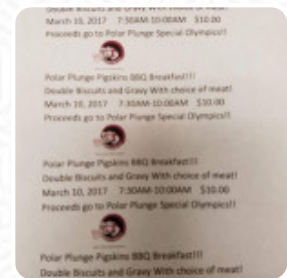 Double Biscuits and Gravy With choice of meat!
March 10, 2017 7:30AM-10:00AM $10.00
Proceeds go to Polar Plunge Special Olympics!!
Polar Plunge Pigskins BBQ Breakfast!!!
Double Biscuits and Gravy With choice of meat!
March 10, 2017 7:30AM-10:00AM $10.00
Proceeds go to Polar Plunge Special Olympics!!
Polar Plunge Pigskins BBQ Breakfast!!!
Double Biscuits and Gravy With choice of meat!
March 10, 2017 7:30AM-10:00AM $10.00
Proceeds go to Polar Plunge Special Olympics!!
Polar Plunge Pigskins BBQ Breakfast!!!
Double Biscuits and Gravy With choice of meat!